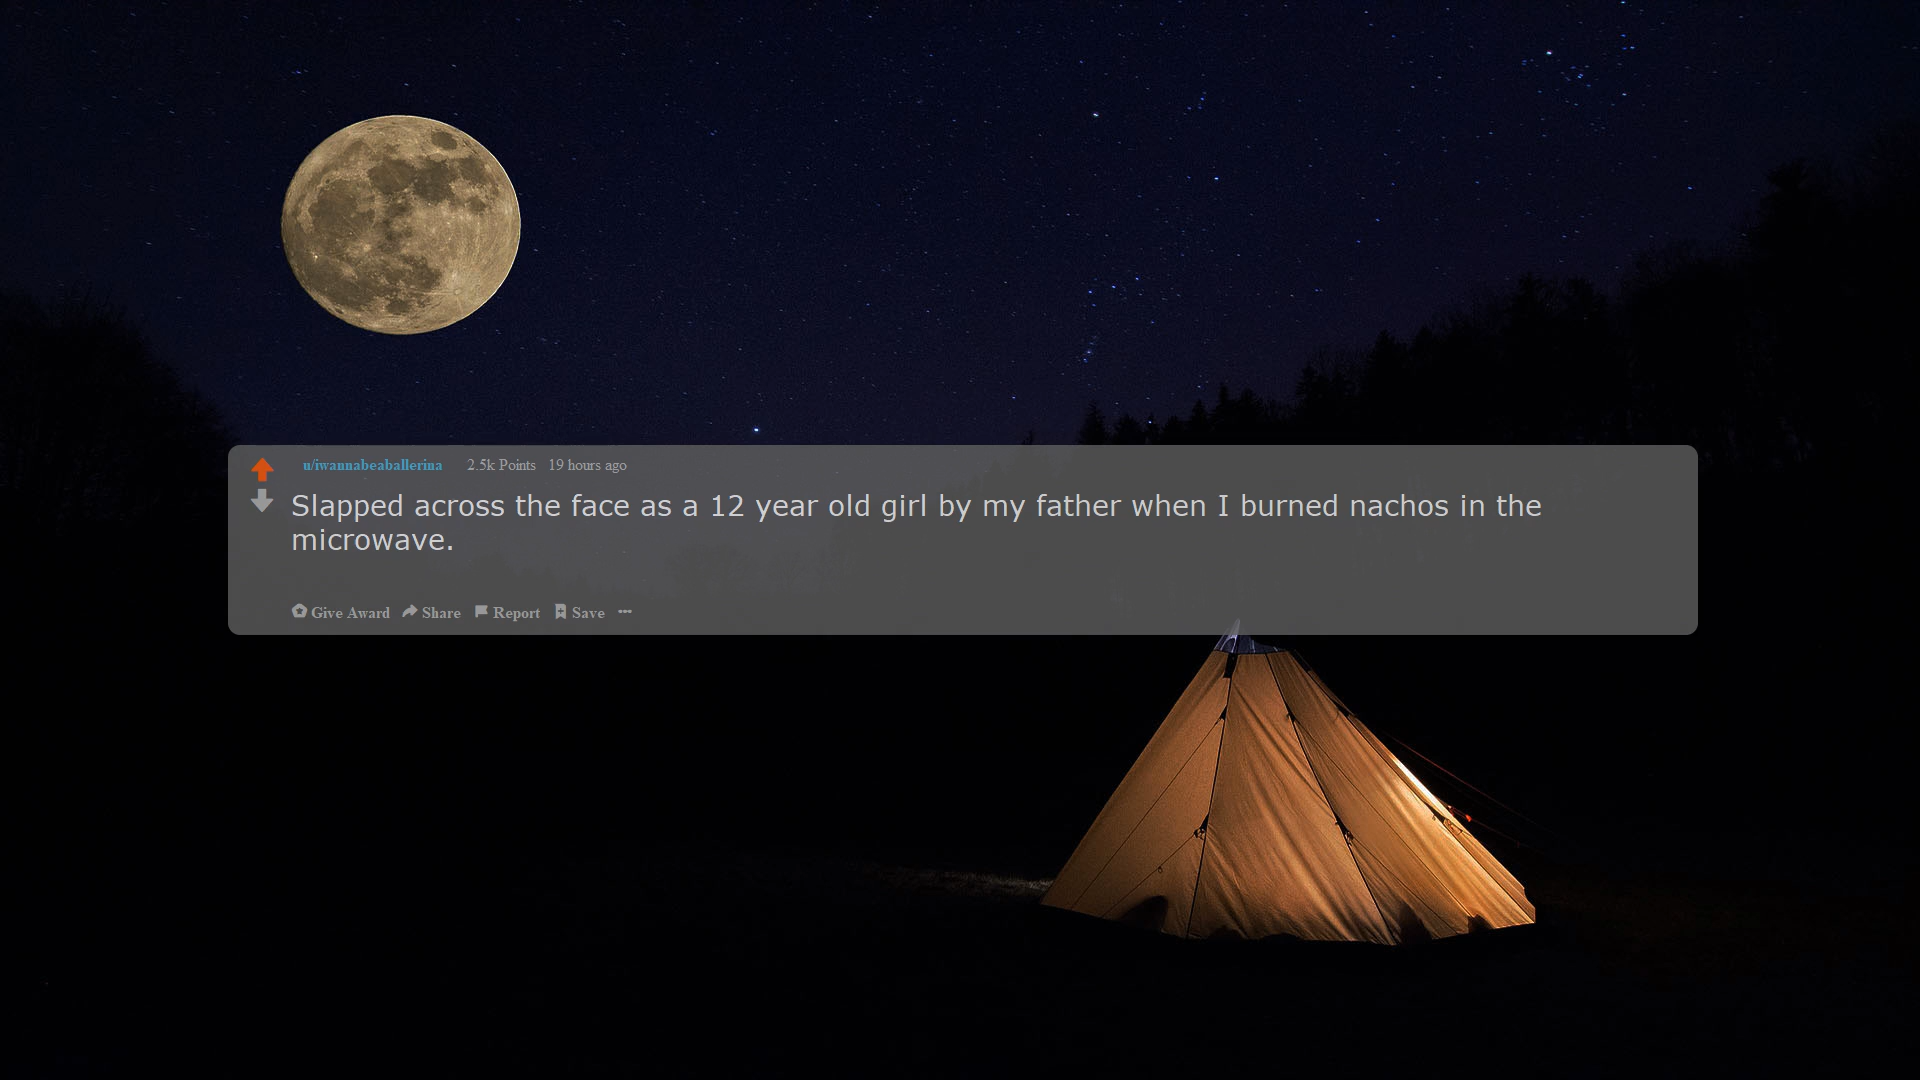 u/iwannabeaballerina 2.5k Points 19 hours ago
Slapped across the face as a 12 year old girl by my father when I burned nachos in the
microwave.
Give Award Share Report Save